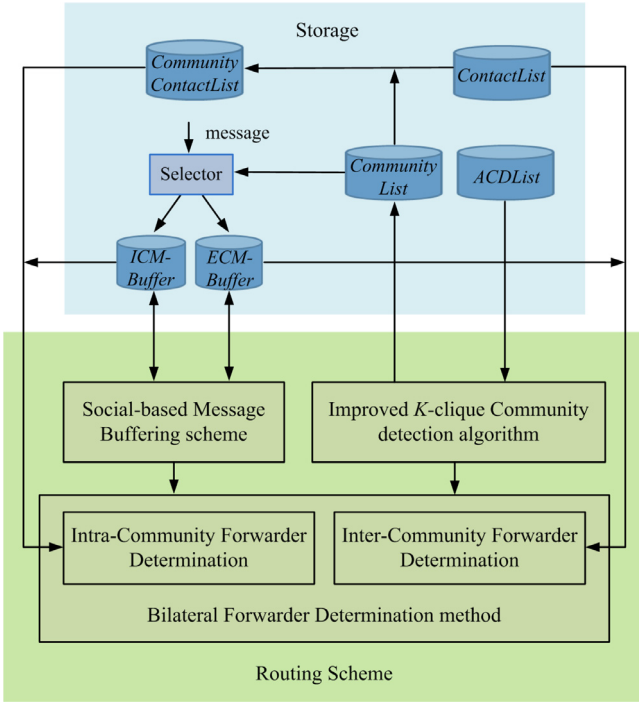 Storage
Community
ContactList
ContactList
message
Selector
Community
List
ACDList
ICM-
Buffer
ECM-
Buffer
Social-based Message
Buffering scheme
Improved K-clique Community
detection algorithm
Intra-Community Forwarder
Determination
Inter-Community Forwarder
Determination
Bilateral Forwarder Determination method
Routing Scheme